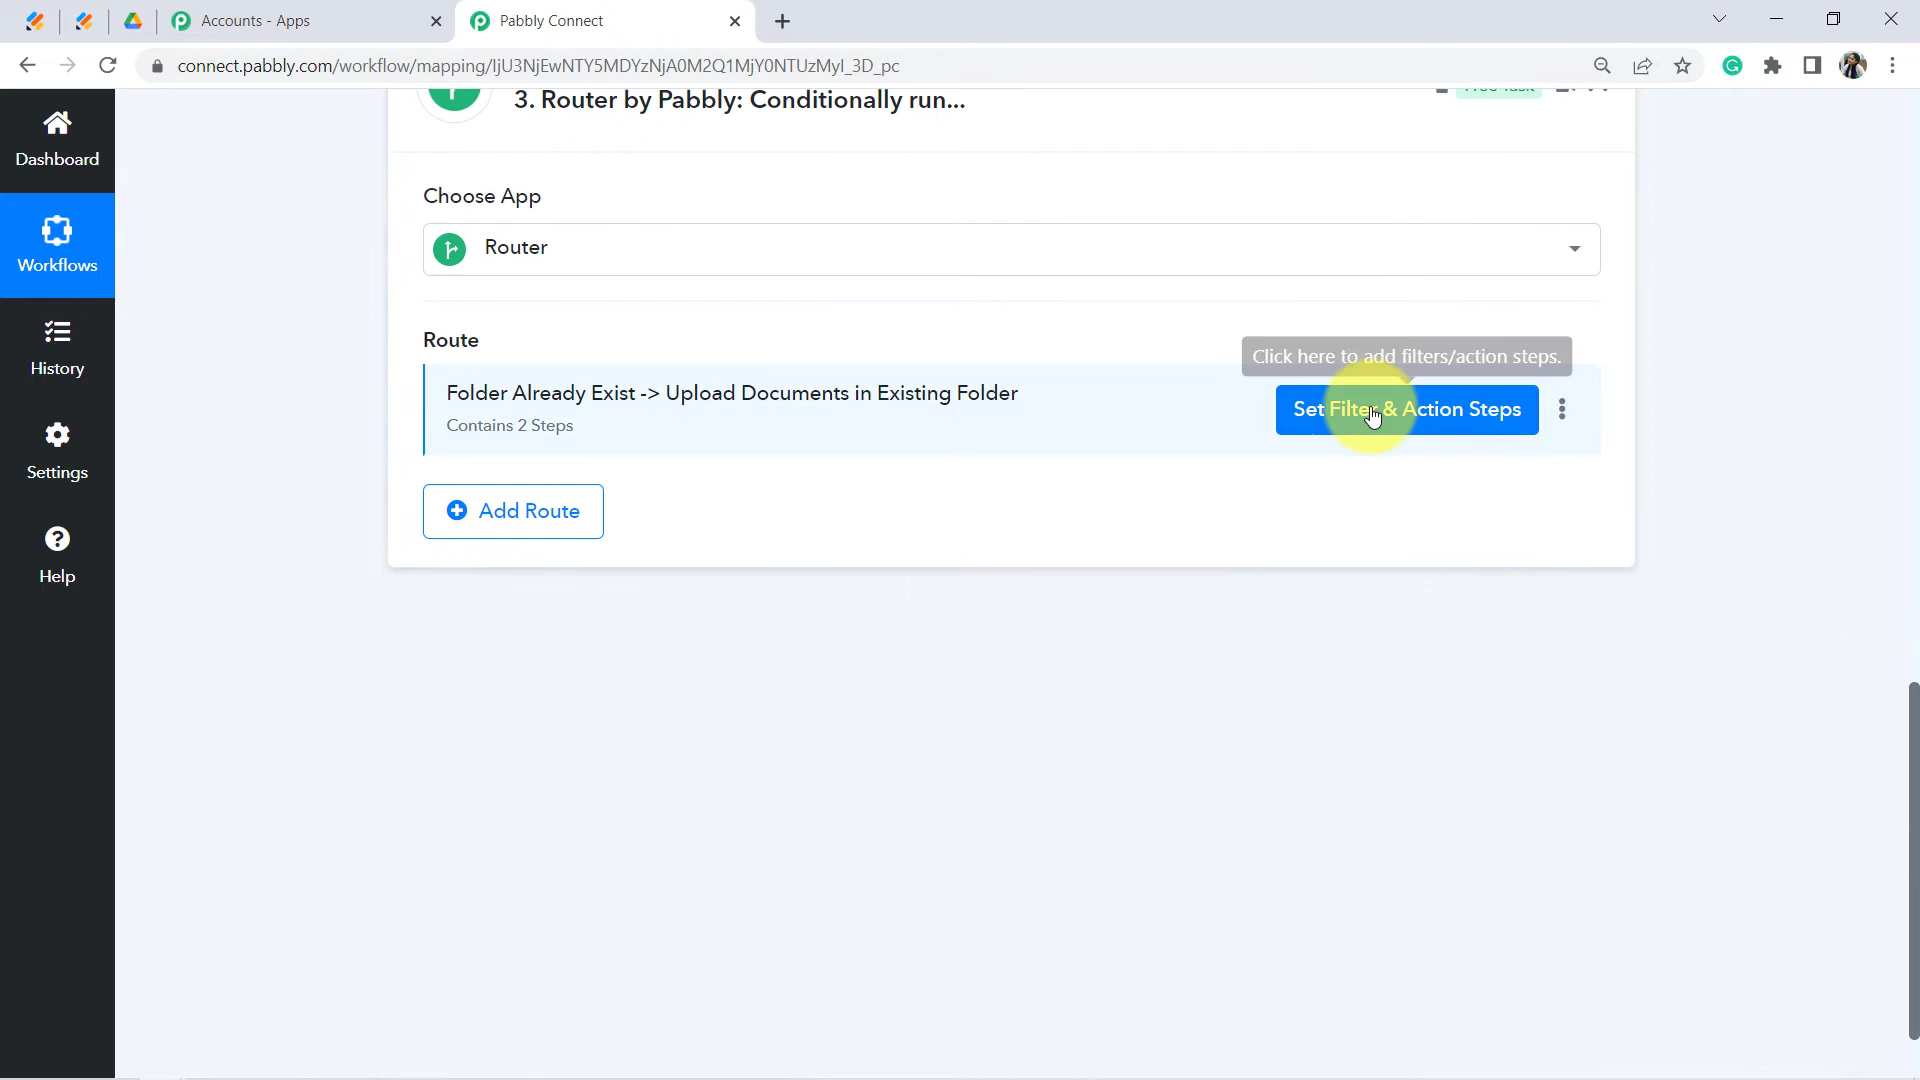 Accounts - Apps
Pabbly Connect
connect.pabbly.com/workflow/mapping/IjU3NjEwNTY5MDYzNjA0M2Q1MjY0NTUzMyI_3D_pc
3. Router by Pabbly: Conditionally run...
Free Task
Dashboard
Workflows
History
Settings
Help
Choose App
Router
Route
Click here to add filters/action steps.
Folder Already Exist -> Upload Documents in Existing Folder
Contains 2 Steps
Set Filter & Action Steps
Add Route